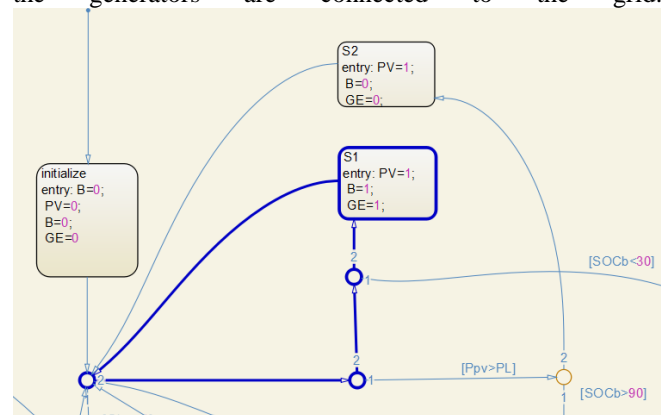 the generators are connected to the grid.
S2
entry: PV=1;
B=0;
GE=0;
S1
entry: PV=1;
B=1;
GE=1;
initialize
entry: B=0;
PV=0;
B=0;
GE=0
2
1
[SOCb<30]
2
1
[Ppv>PL]
2
1
[SOCb>90]
2
1